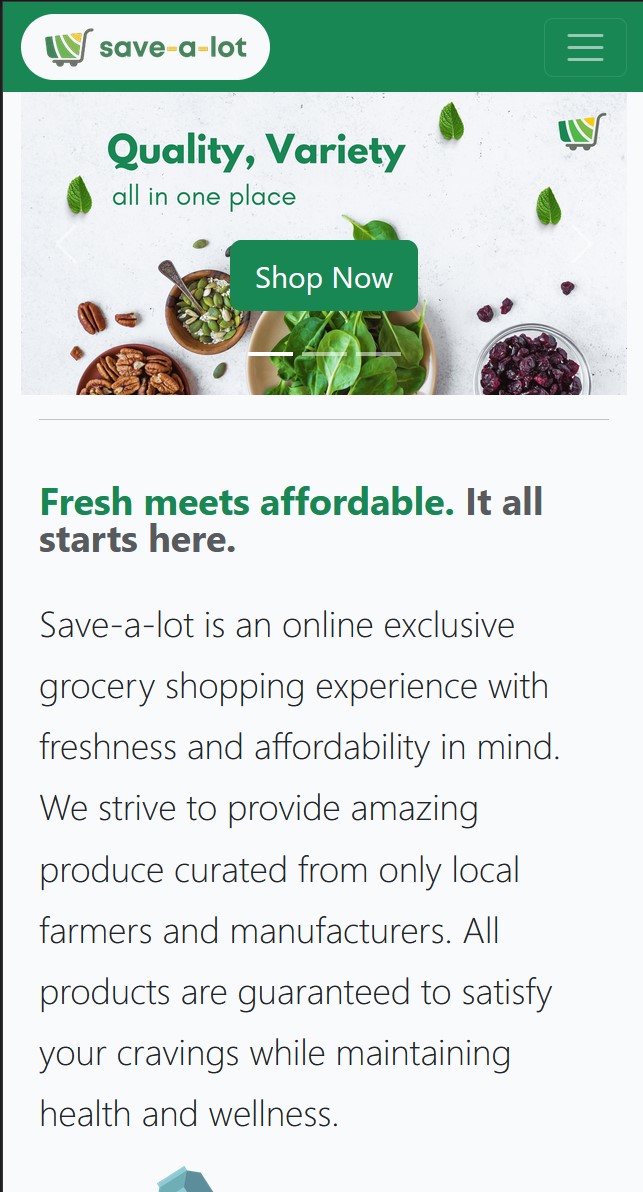 save-a-lot
Quality, Variety
all in one place
Shop Now
Fresh meets affordable. It all
starts here.
Save-a-lot is an online exclusive
grocery shopping experience with
freshness and affordability in mind.
We strive to provide amazing
produce curated from only local
farmers and manufacturers. All
products are guaranteed to satisfy
your cravings while maintaining
health and wellness.